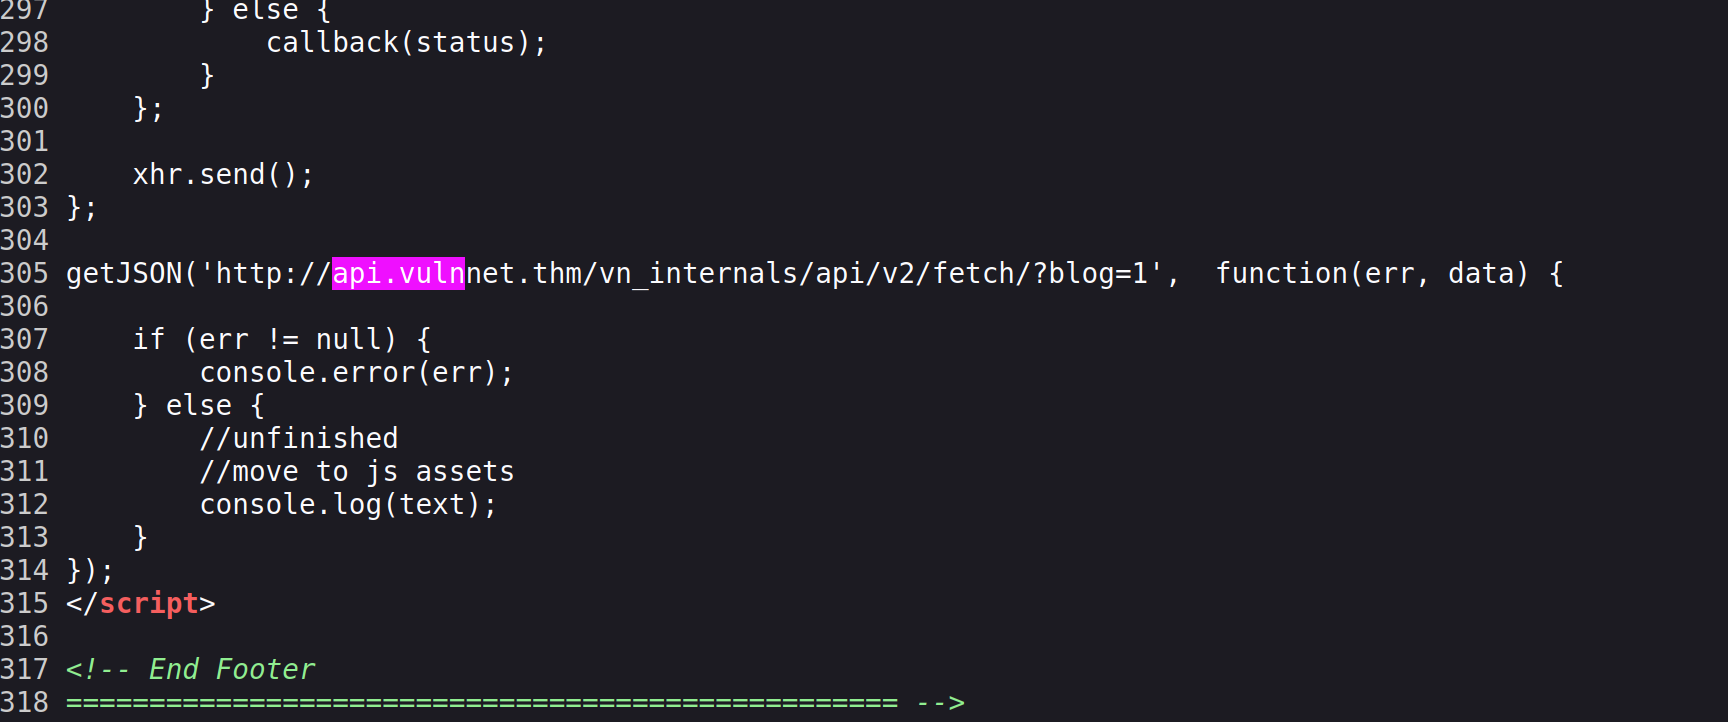 297         } else {
298             callback(status);
299         }
300     };
301
302     xhr.send();
303 };
304
305 getJSON('http://api.vulnnet.thm/vn_internals/api/v2/fetch/?blog=1',  function(err, data) {
306
307     if (err != null) {
308         console.error(err);
309     } else {
310         //unfinished
311         //move to js assets
312         console.log(text);
313     }
314 });
315 </script>
316
317 <!-- End Footer
318 ================================================== -->